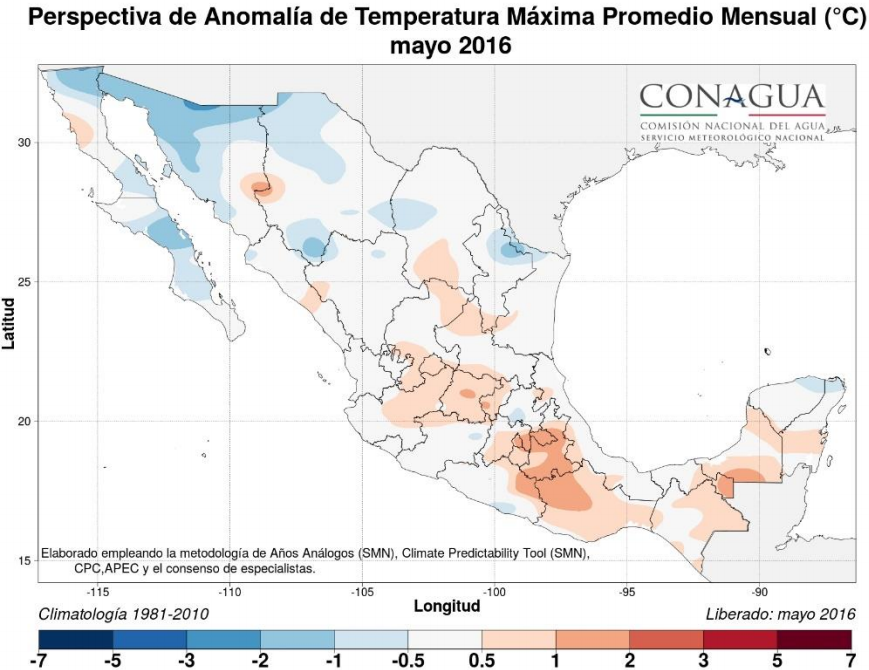 Perspectiva de Anomalía de Temperatura Máxima Promedio Mensual (°C)
mayo 2016
CONAGUA
COMISIÓN NACIONAL DEL AGUA
SERVICIO METEOROLÓGICO NACIONAL
30
25
20
15
Latitud
Elaborado empleando la metodología de Años Análogos (SMN), Climate Predictability Tool (SMN),
CPC,APEC y el consenso de especialistas.
-115 -110 -105 -100 -95 -90
Longitud
Climatología 1981-2010 Liberado: mayo 2016
-7 -5 -3 -2 -1 -0.5 0.5 1 2 3 5 7